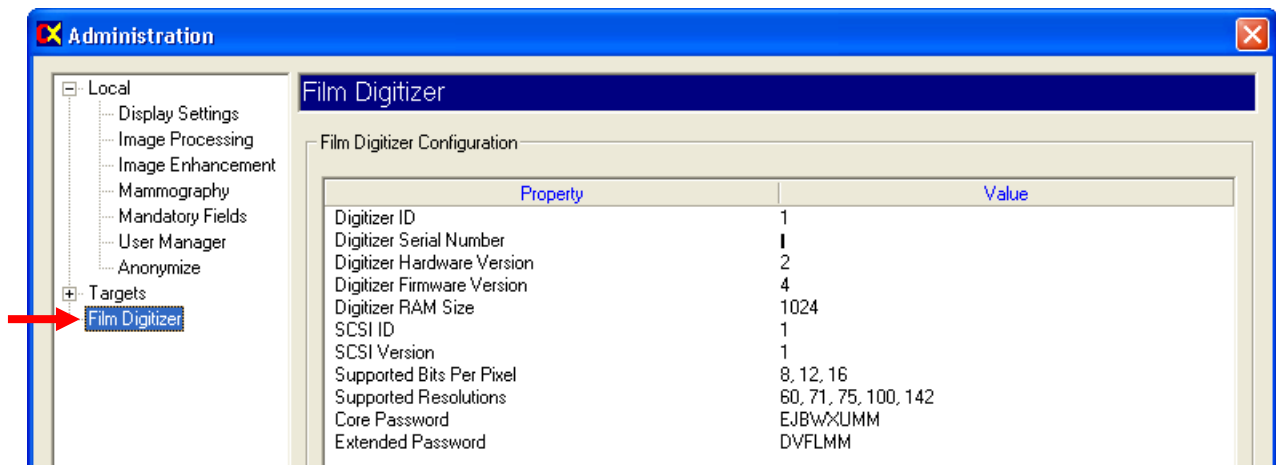 Administration
Local
Display Settings
Image Processing
Image Enhancement
Mammography
Mandatory Fields
User Manager
Anonymize
Targets
Film Digitizer
Film Digitizer
Film Digitizer Configuration
Property Value
Digitizer ID 1
Digitizer Serial Number
Digitizer Hardware Version 2
Digitizer Firmware Version 4
Digitizer RAM Size 1024
SCSI ID 1
SCSI Version 1
Supported Bits Per Pixel 8, 12, 16
Supported Resolutions 60, 71, 75, 100, 142
Core Password EJBWXUMM
Extended Password DVFLMM